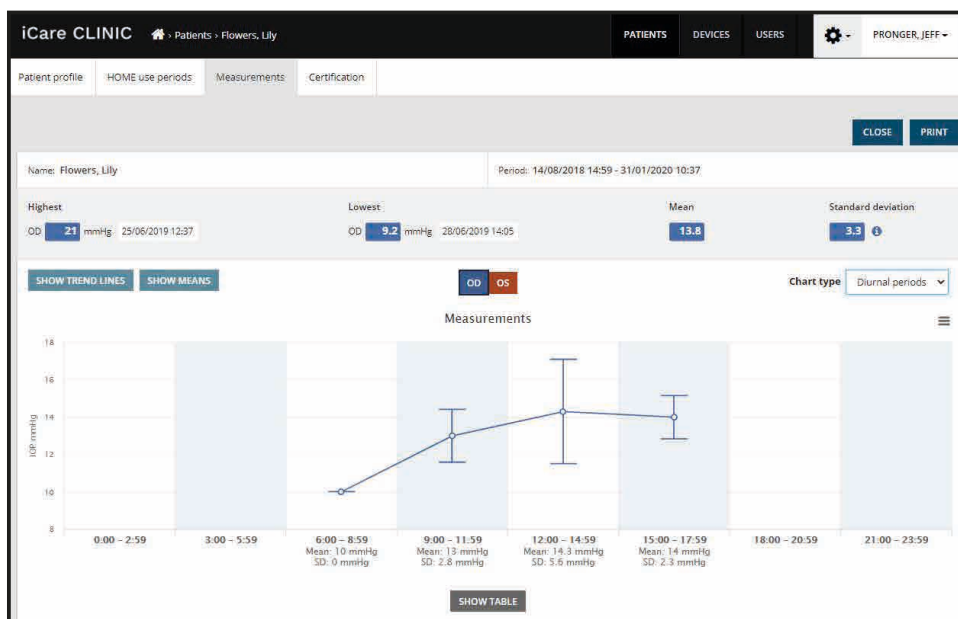 iCare CLINIC › Patients › Flowers, Lily PATIENTS DEVICES USERS PRONGER, JEFF
Patient profile HOME use periods Measurements Certification
CLOSE PRINT
Name: Flowers, Lily Period: 14/08/2018 14:59 - 31/01/2020 10:37
Highest Lowest Mean Standard deviation
OD 21 mmHg 25/06/2019 12:37 OD 9.2 mmHg 28/06/2019 14:05 13.8 3.3
SHOW TREND LINES SHOW MEANS OD OS Chart type Diurnal periods
Measurements
18
16
14
12
10
8
IOP mmHg
0:00 – 2:59 3:00 – 5:59 6:00 – 8:59 9:00 – 11:59 12:00 – 14:59 15:00 – 17:59 18:00 – 20:59 21:00 – 23:59
Mean: 10 mmHg Mean: 13 mmHg Mean: 14.3 mmHg Mean: 14 mmHg
SD: 0 mmHg SD: 2.8 mmHg SD: 5.6 mmHg SD: 2.3 mmHg
SHOW TABLE